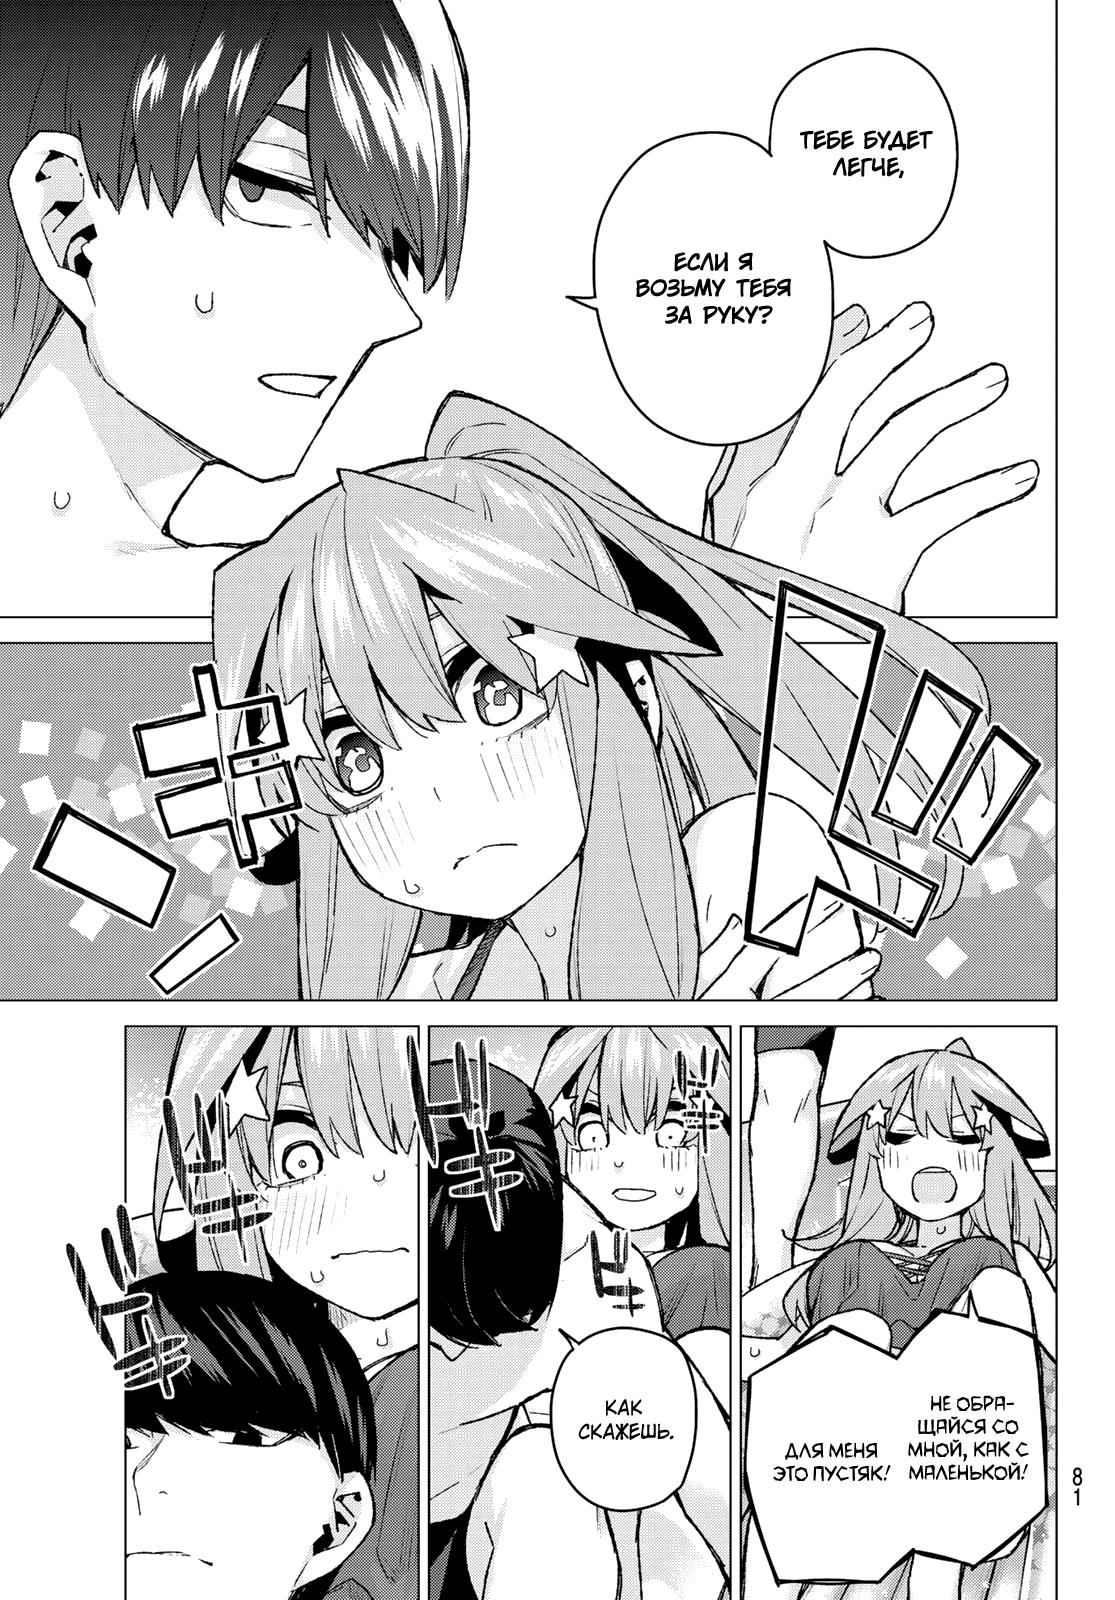 ТЕБЕ БУДЕТ
ЛЕГЧЕ,
ЕСЛИ Я
ВОЗЬМУ ТЕБЯ
ЗА РУКУ?
キ
НЕ ОБРА-
ЩАЙСЯ СО
МНОЙ, КАК С
МАЛЕНЬКОЙ!
ДЛЯ МЕНЯ
ЭТО ПУСТЯК!
КАК
СКАЖЕШЬ.
81